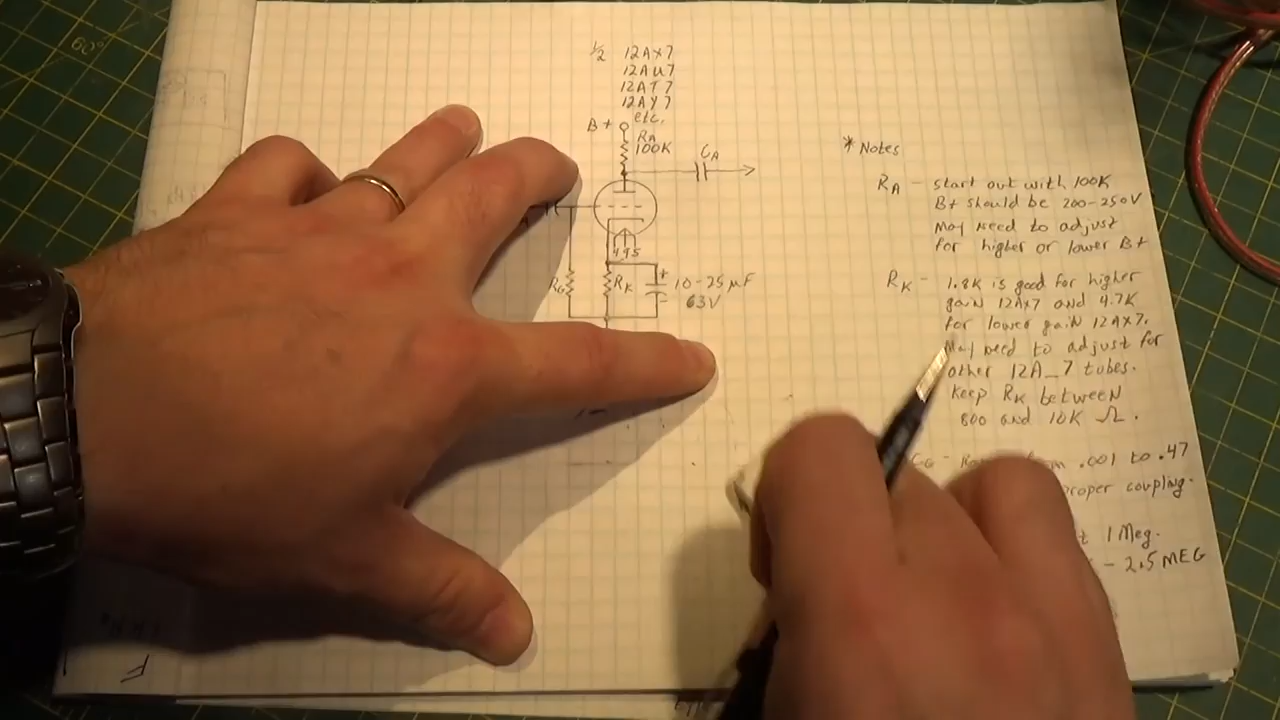 ½ 12AX7
12AU7
12AT7
12AY7
etc.
B+
RA
100K
CA
495
RG
RK
+
10-25µF
-
63V
* Notes
RA - start out with 100K
B+ should be 200-250V
May need to adjust
for higher or lower B+
RK - 1.8K is good for higher
gain 12AX7 and 4.7K
for lower gain 12AX7.
May need to adjust for
other 12A_7 tubes.
Keep RK between
800 and 10K Ω.
CG - .001 to .47
proper coupling.
1 Meg.
- 2.5 MEG
60°